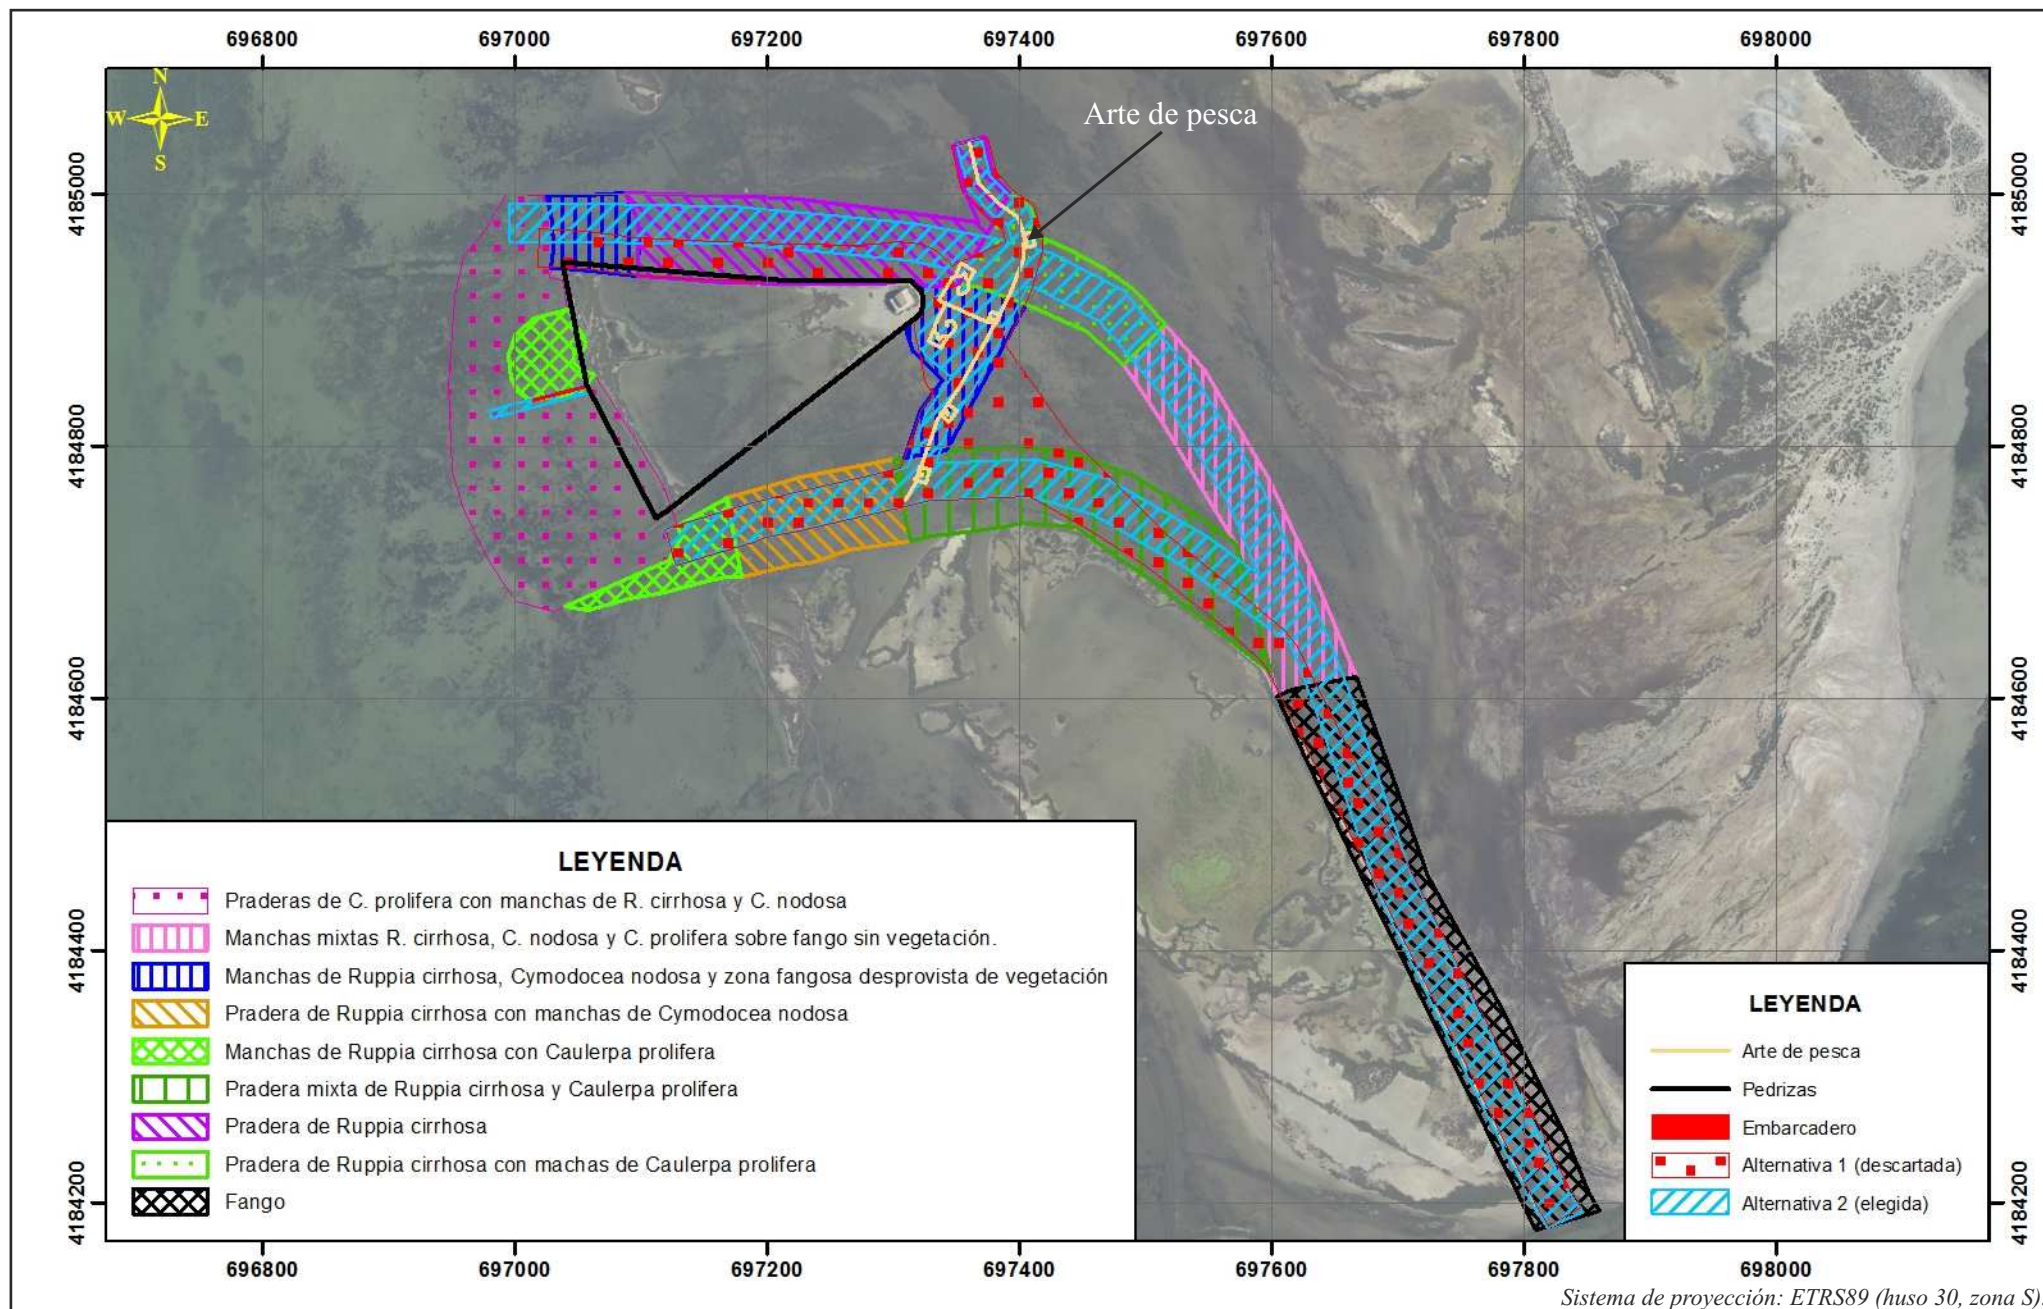 696800 697000 697200 697400 697600 697800 698000
N
W E
S
Arte de pesca
4185000 4185000
4184800 4184800
4184600 4184600
4184400 4184400
4184200 4184200
LEYENDA
Praderas de C. prolifera con manchas de R. cirrhosa y C. nodosa
Manchas mixtas R. cirrhosa, C. nodosa y C. prolifera sobre fango sin vegetación.
Manchas de Ruppia cirrhosa, Cymodocea nodosa y zona fangosa desprovista de vegetación
Pradera de Ruppia cirrhosa con manchas de Cymodocea nodosa
Manchas de Ruppia cirrhosa con Caulerpa prolifera
Pradera mixta de Ruppia cirrhosa y Caulerpa prolifera
Pradera de Ruppia cirrhosa
Pradera de Ruppia cirrhosa con machas de Caulerpa prolifera
Fango
LEYENDA
Arte de pesca
Pedrizas
Embarcadero
Alternativa 1 (descartada)
Alternativa 2 (elegida)
696800 697000 697200 697400 697600 697800 698000
Sistema de proyección: ETRS89 (huso 30, zona S)